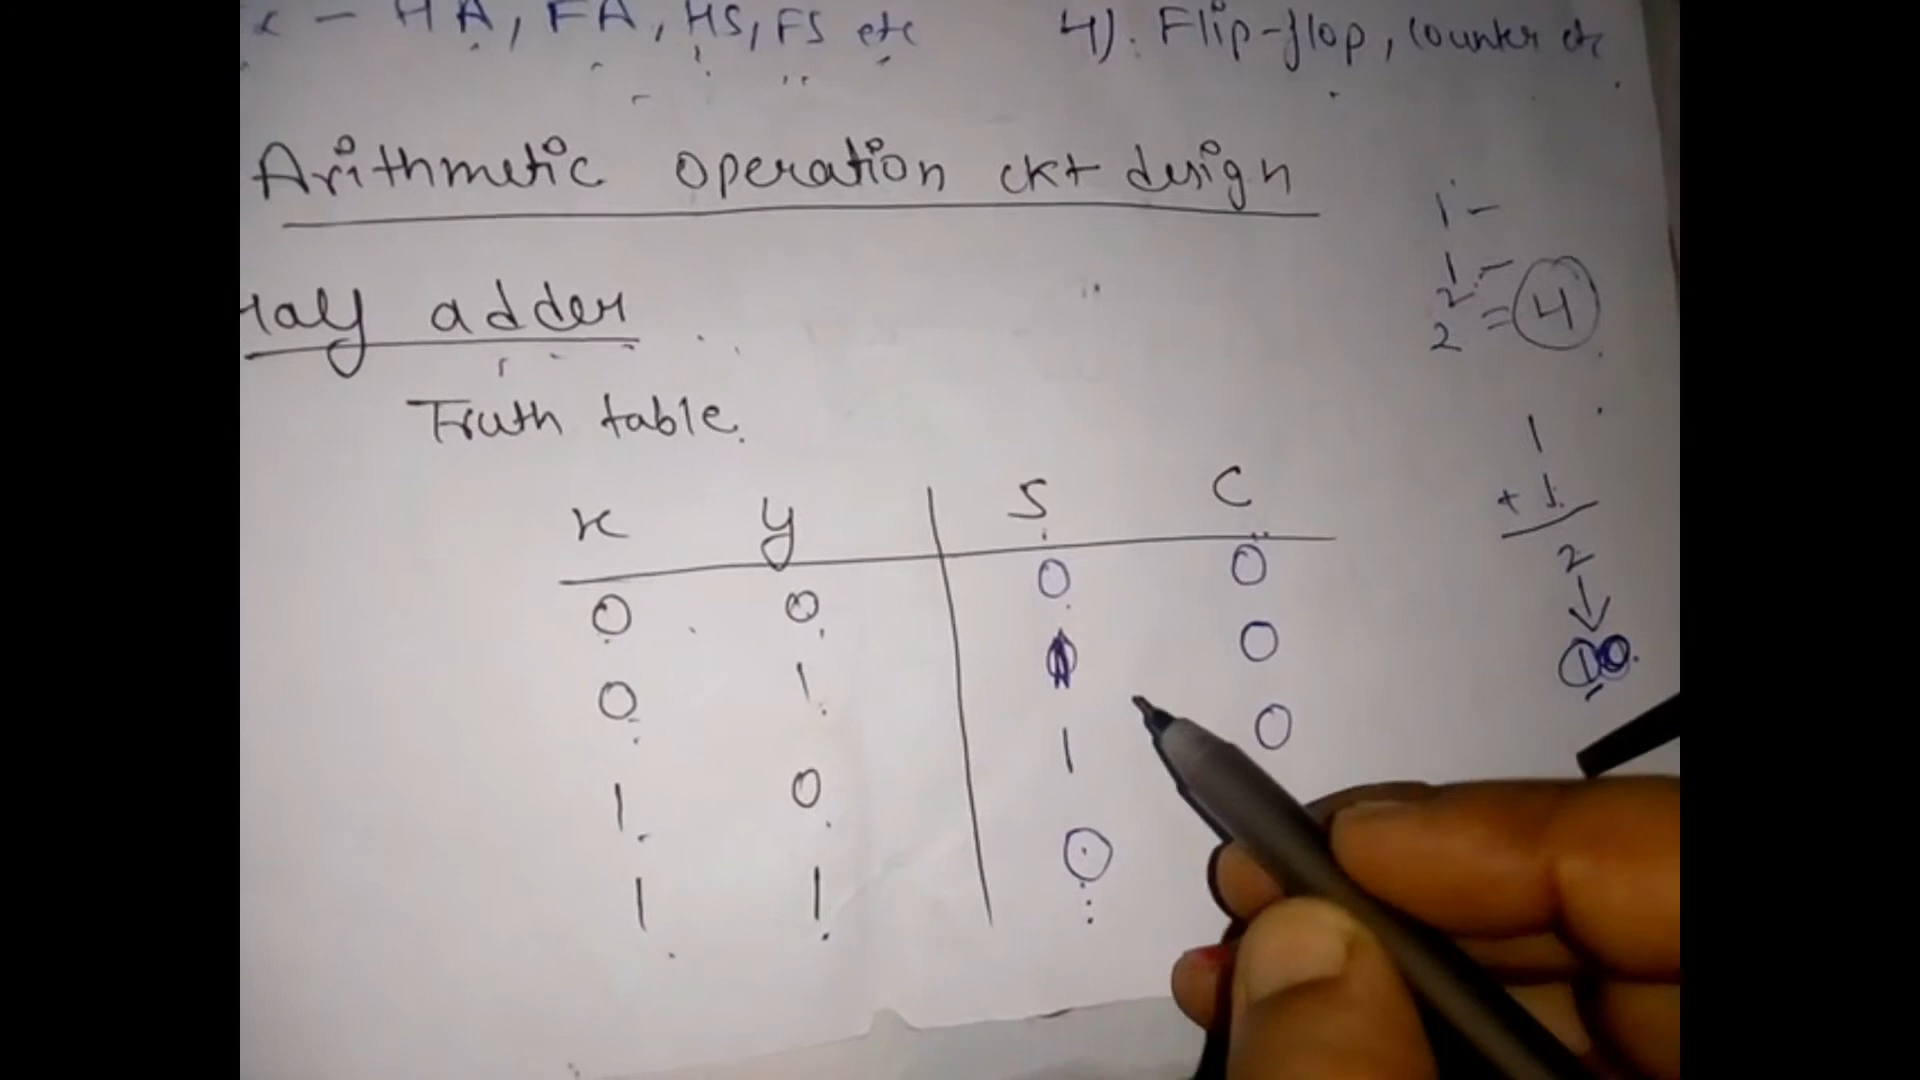 - HA, FA, HS, FS etc
4). Flip-flop, counter etc
Arithmetic operation ckt design
Half adder
Truth table.
x y S C
0 0 0 0
0 1 1 0
1 0 1 0
1 1 0
1 -
1 -
2
2 = 4
1
+ 1
2
↓
10